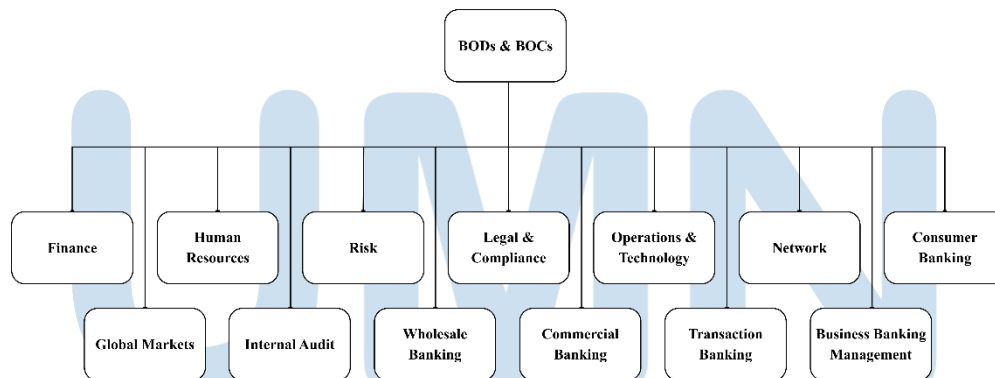 BODs & BOCs
Finance
Human
Resources
Risk
Legal &
Compliance
Operations &
Technology
Network
Consumer
Banking
Global Markets
Internal Audit
Wholesale
Banking
Commercial
Banking
Transaction
Banking
Business Banking
Management
UMN